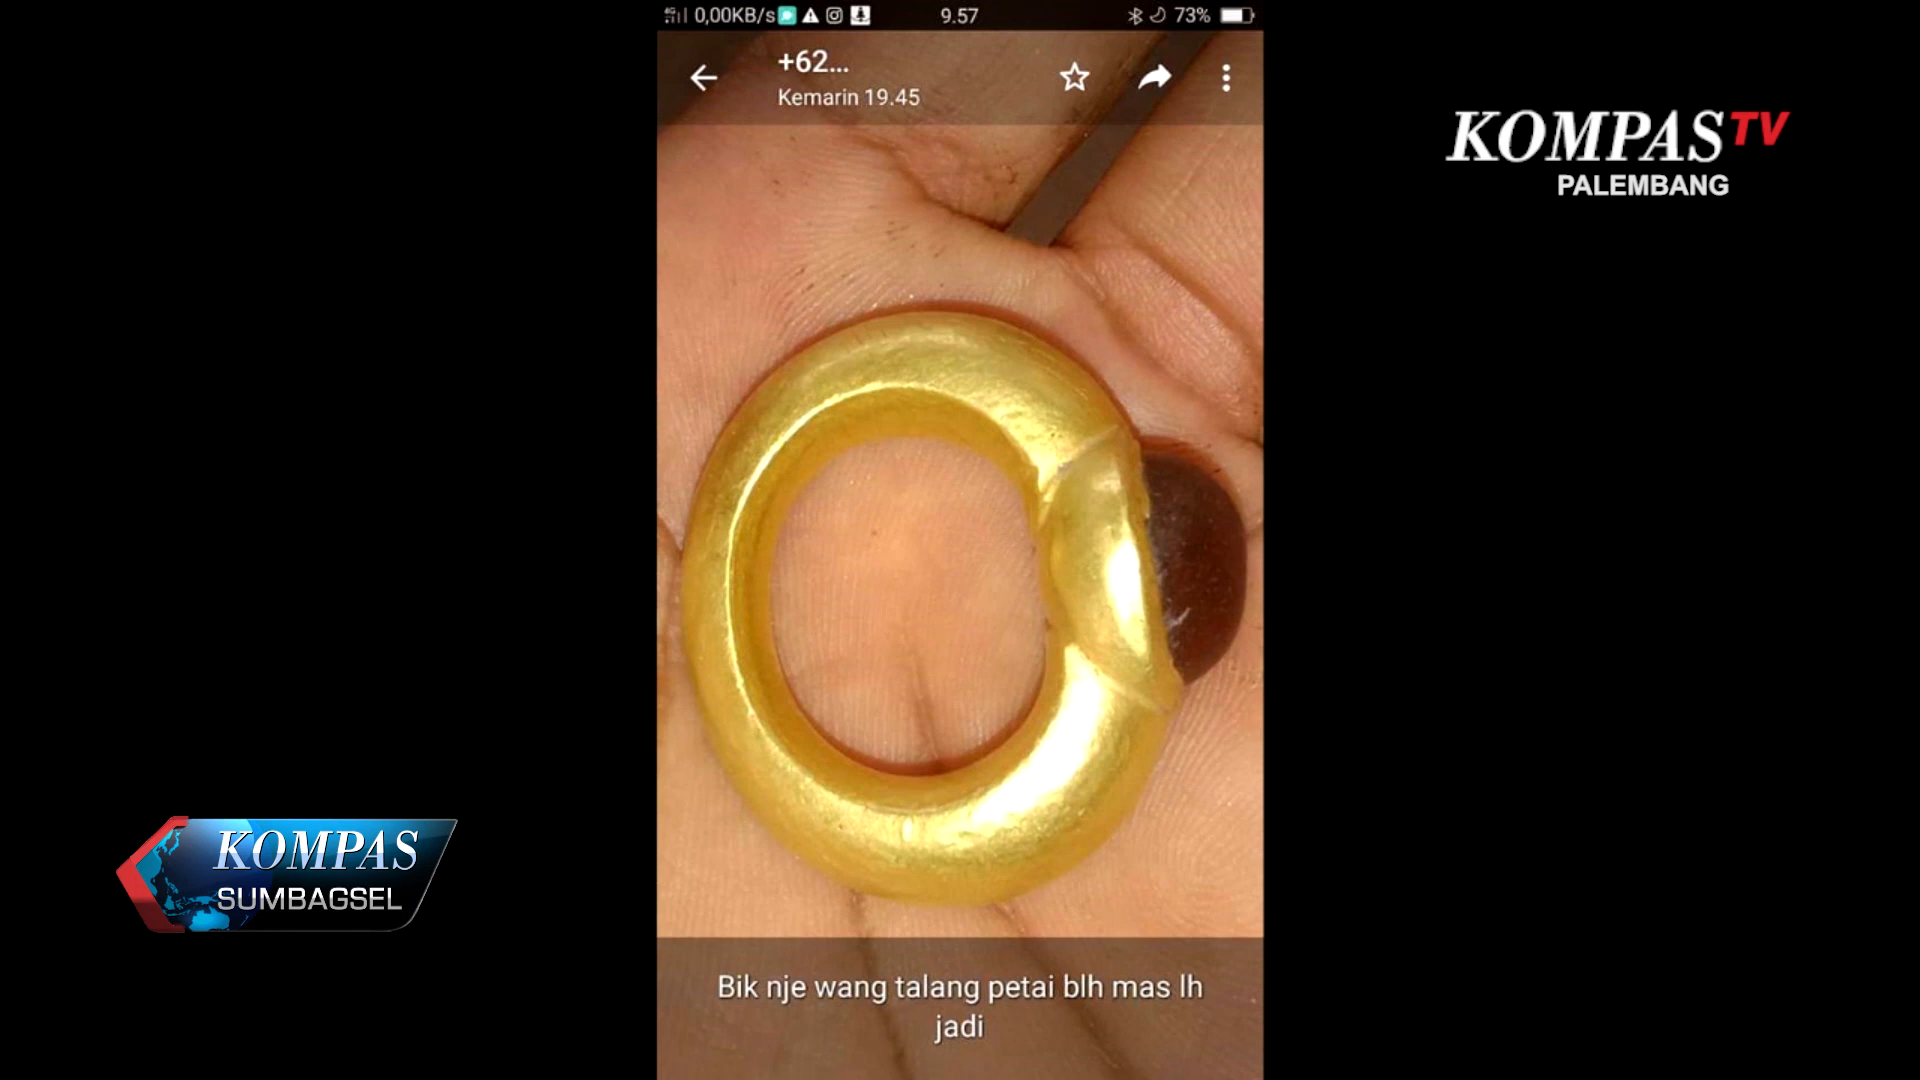 0,00KB/s
9.57
73%
+62...
Kemarin 19.45
KOMPAS TV
PALEMBANG
KOMPAS
SUMBAGSEL
Bik nje wang talang petai blh mas lh
jadi